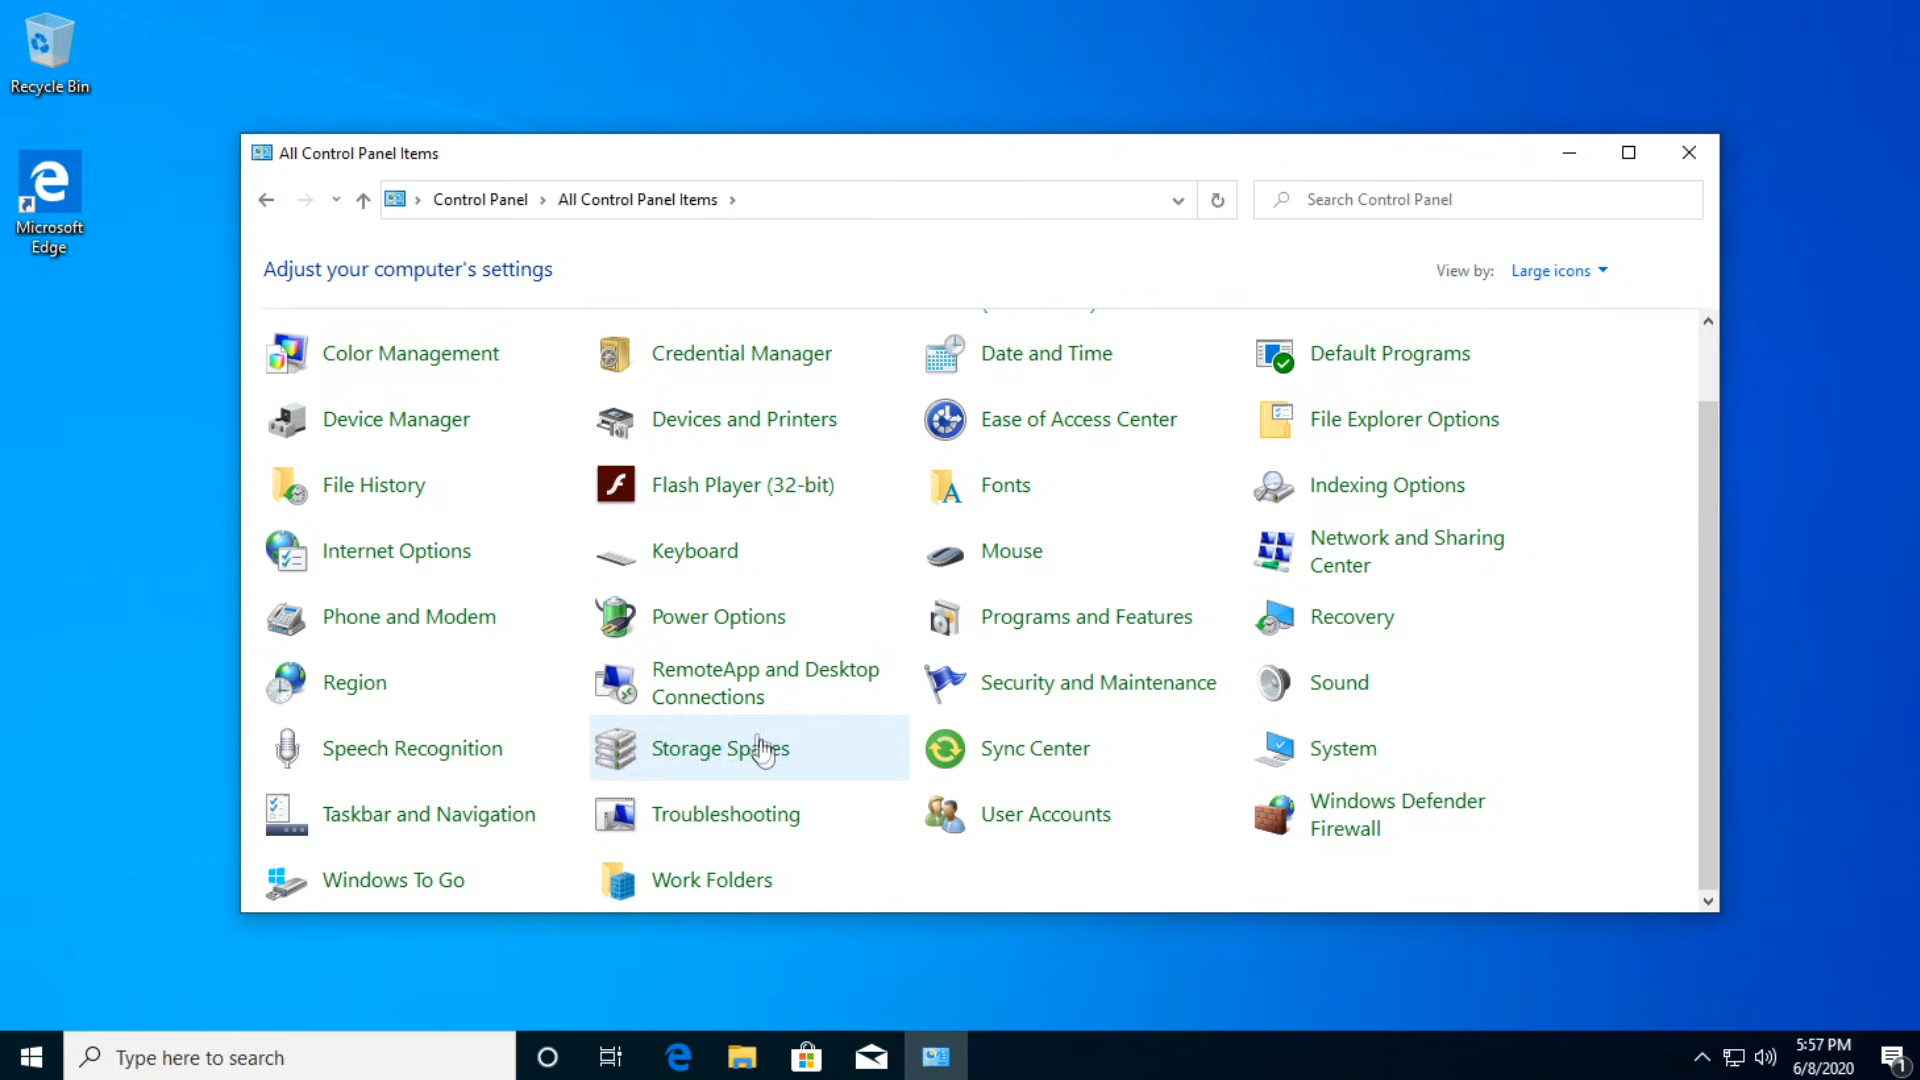 Recycle Bin
Microsoft
Edge
All Control Panel Items
Control Panel
All Control Panel Items
Search Control Panel
Adjust your computer's settings
View by:
Large icons
Color Management
Credential Manager
Date and Time
Default Programs
Device Manager
Devices and Printers
Ease of Access Center
File Explorer Options
File History
Flash Player (32-bit)
Fonts
Indexing Options
Internet Options
Keyboard
Mouse
Network and Sharing
Center
Phone and Modem
Power Options
Programs and Features
Recovery
Region
RemoteApp and Desktop
Connections
Security and Maintenance
Sound
Speech Recognition
Storage Spaces
Sync Center
System
Taskbar and Navigation
Troubleshooting
User Accounts
Windows Defender
Firewall
Windows To Go
Work Folders
Type here to search
5:57 PM
6/8/2020
1